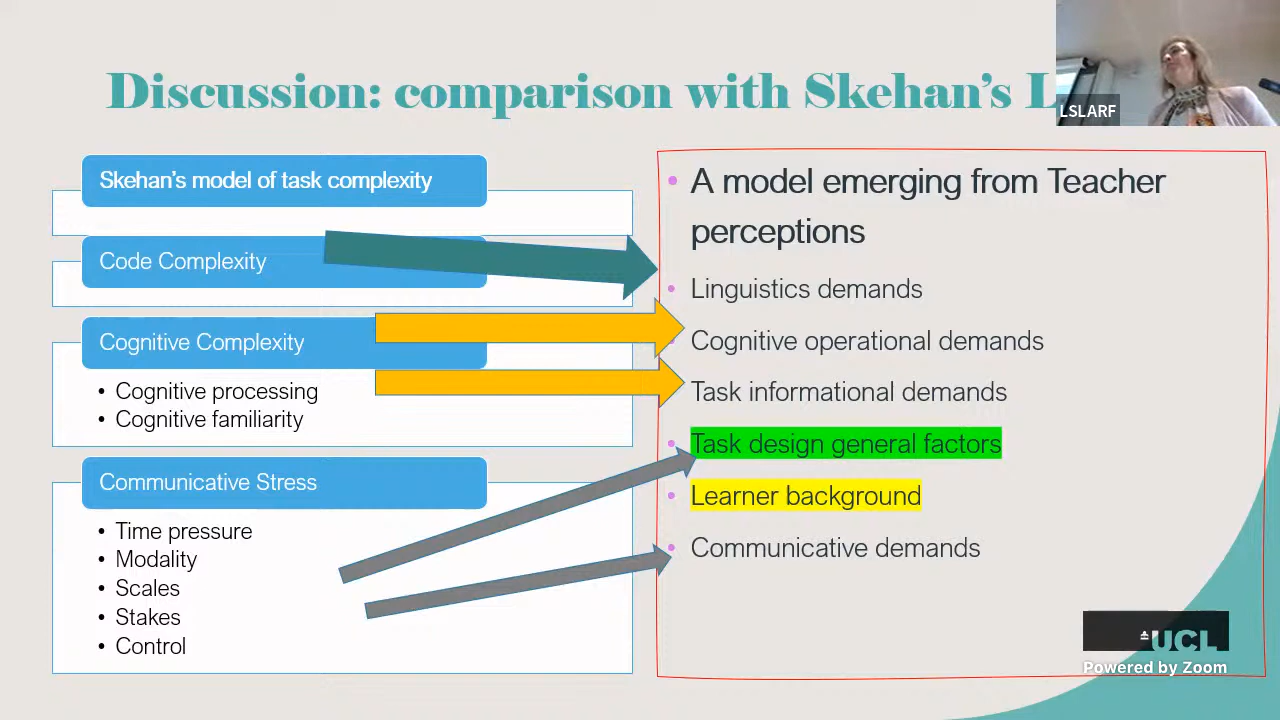 Discussion: comparison with Skehan's L
LSLARF
Skehan's model of task complexity
Code Complexity
Cognitive Complexity
• Cognitive processing
• Cognitive familiarity
Communicative Stress
• Time pressure
• Modality
• Scales
• Stakes
• Control
• A model emerging from Teacher
perceptions
• Linguistics demands
• Cognitive operational demands
Task informational demands
• Task design general factors
• Learner background
• Communicative demands
UCL
Powered by Zoom